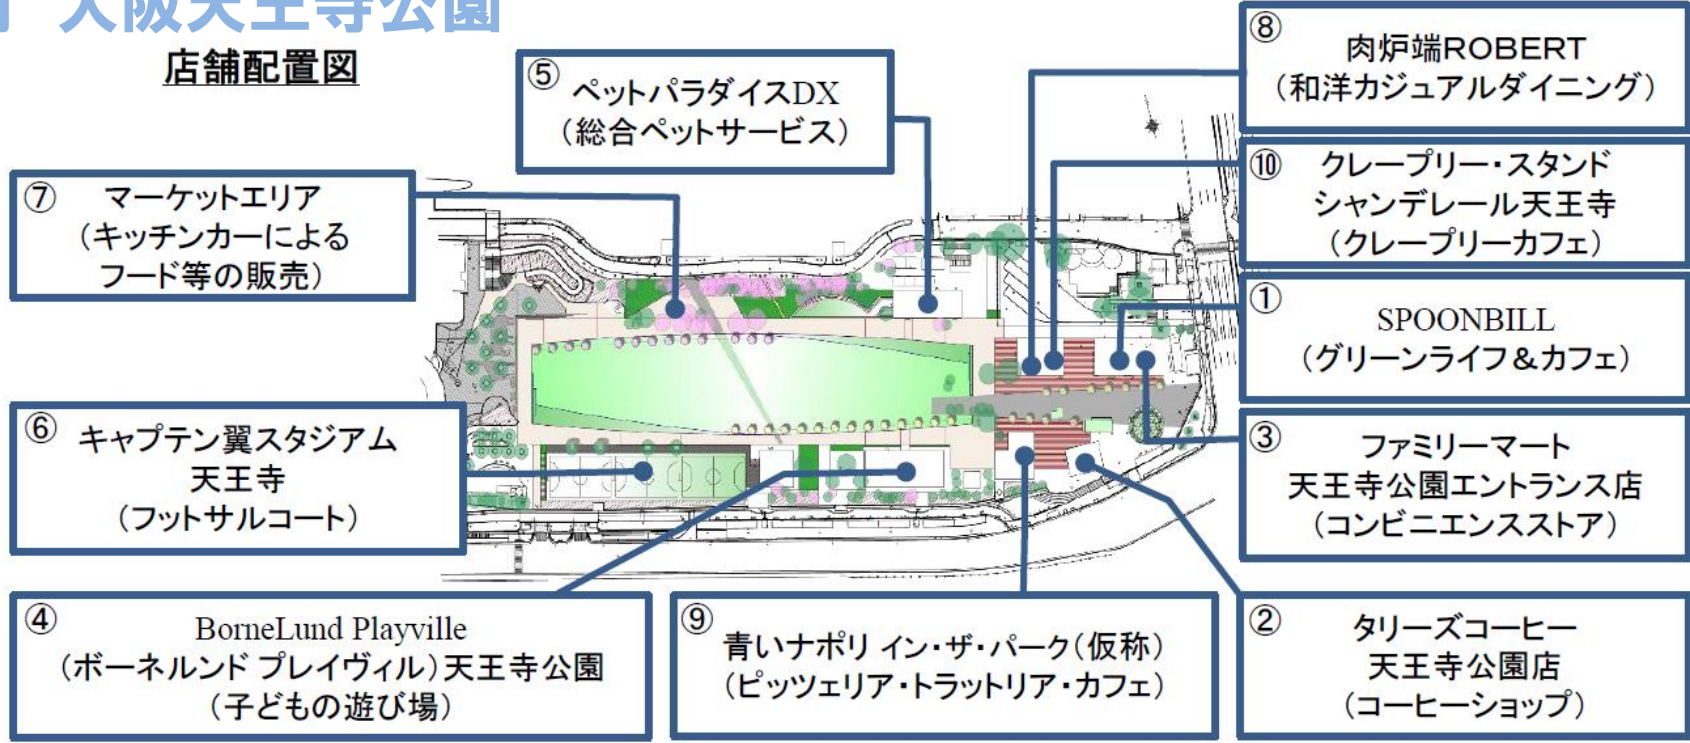 大阪天王寺公園
店舗配置図
⑤ ペットパラダイスDX
(総合ペットサービス)
⑧ 肉炉端ROBERT
(和洋カジュアルダイニング)
⑦ マーケットエリア
(キッチンカーによる
フード等の販売)
⑩ クレープリー・スタンド
シャンデレール天王寺
(クレープリーカフェ)
① SPOONBILL
(グリーンライフ&カフェ)
⑥ キャプテン翼スタジアム
天王寺
(フットサルコート)
③ ファミリーマート
天王寺公園エントランス店
(コンビニエンスストア)
④ BorneLund Playville
(ボーネルンド プレイヴィル)天王寺公園
(子どもの遊び場)
⑨ 青いナポリ イン・ザ・パーク(仮称)
(ピッツェリア・トラットリア・カフェ)
② タリーズコーヒー
天王寺公園店
(コーヒーショップ)